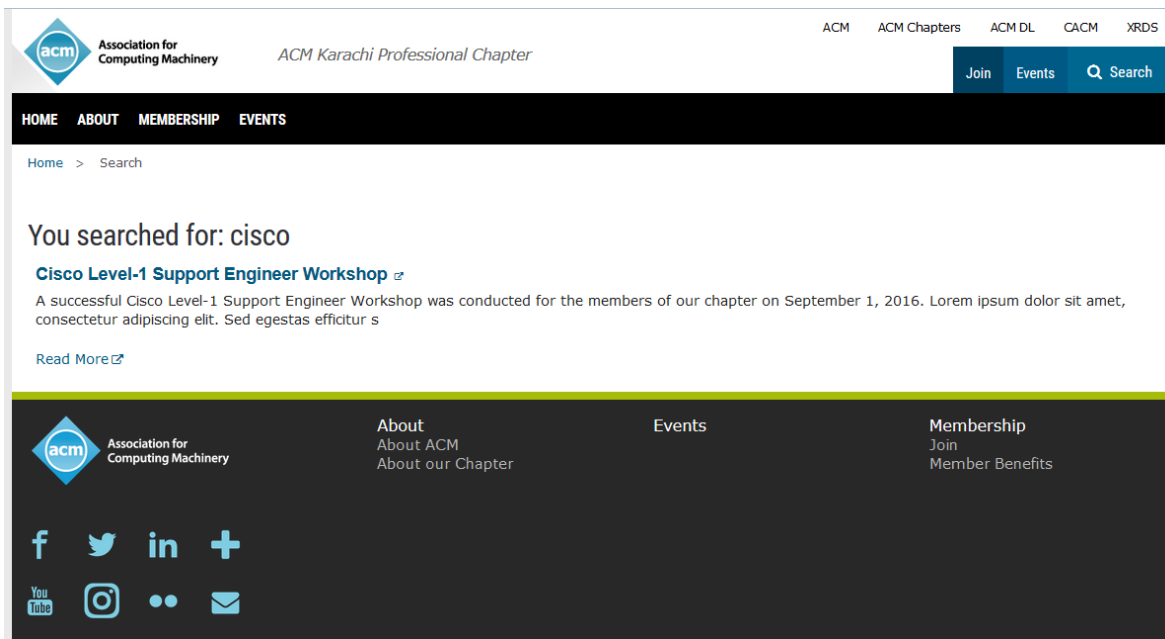 acm Association for
Computing Machinery
ACM Karachi Professional Chapter
ACM ACM Chapters ACM DL CACM XRDS
Join Events Search
HOME ABOUT MEMBERSHIP EVENTS
Home > Search
You searched for: cisco
Cisco Level-1 Support Engineer Workshop
A successful Cisco Level-1 Support Engineer Workshop was conducted for the members of our chapter on September 1, 2016. Lorem ipsum dolor sit amet,
consectetur adipiscing elit. Sed egestas efficitur s
Read More
acm Association for
Computing Machinery
About
About ACM
About our Chapter
Events
Membership
Join
Member Benefits
f in
You
Tube